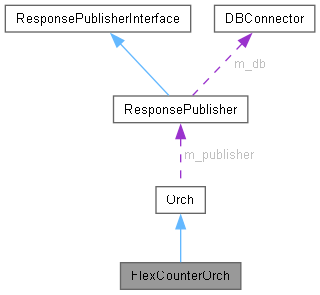 ResponsePublisherInterface DBConnector
m_db
ResponsePublisher
m_publisher
Orch
FlexCounterOrch